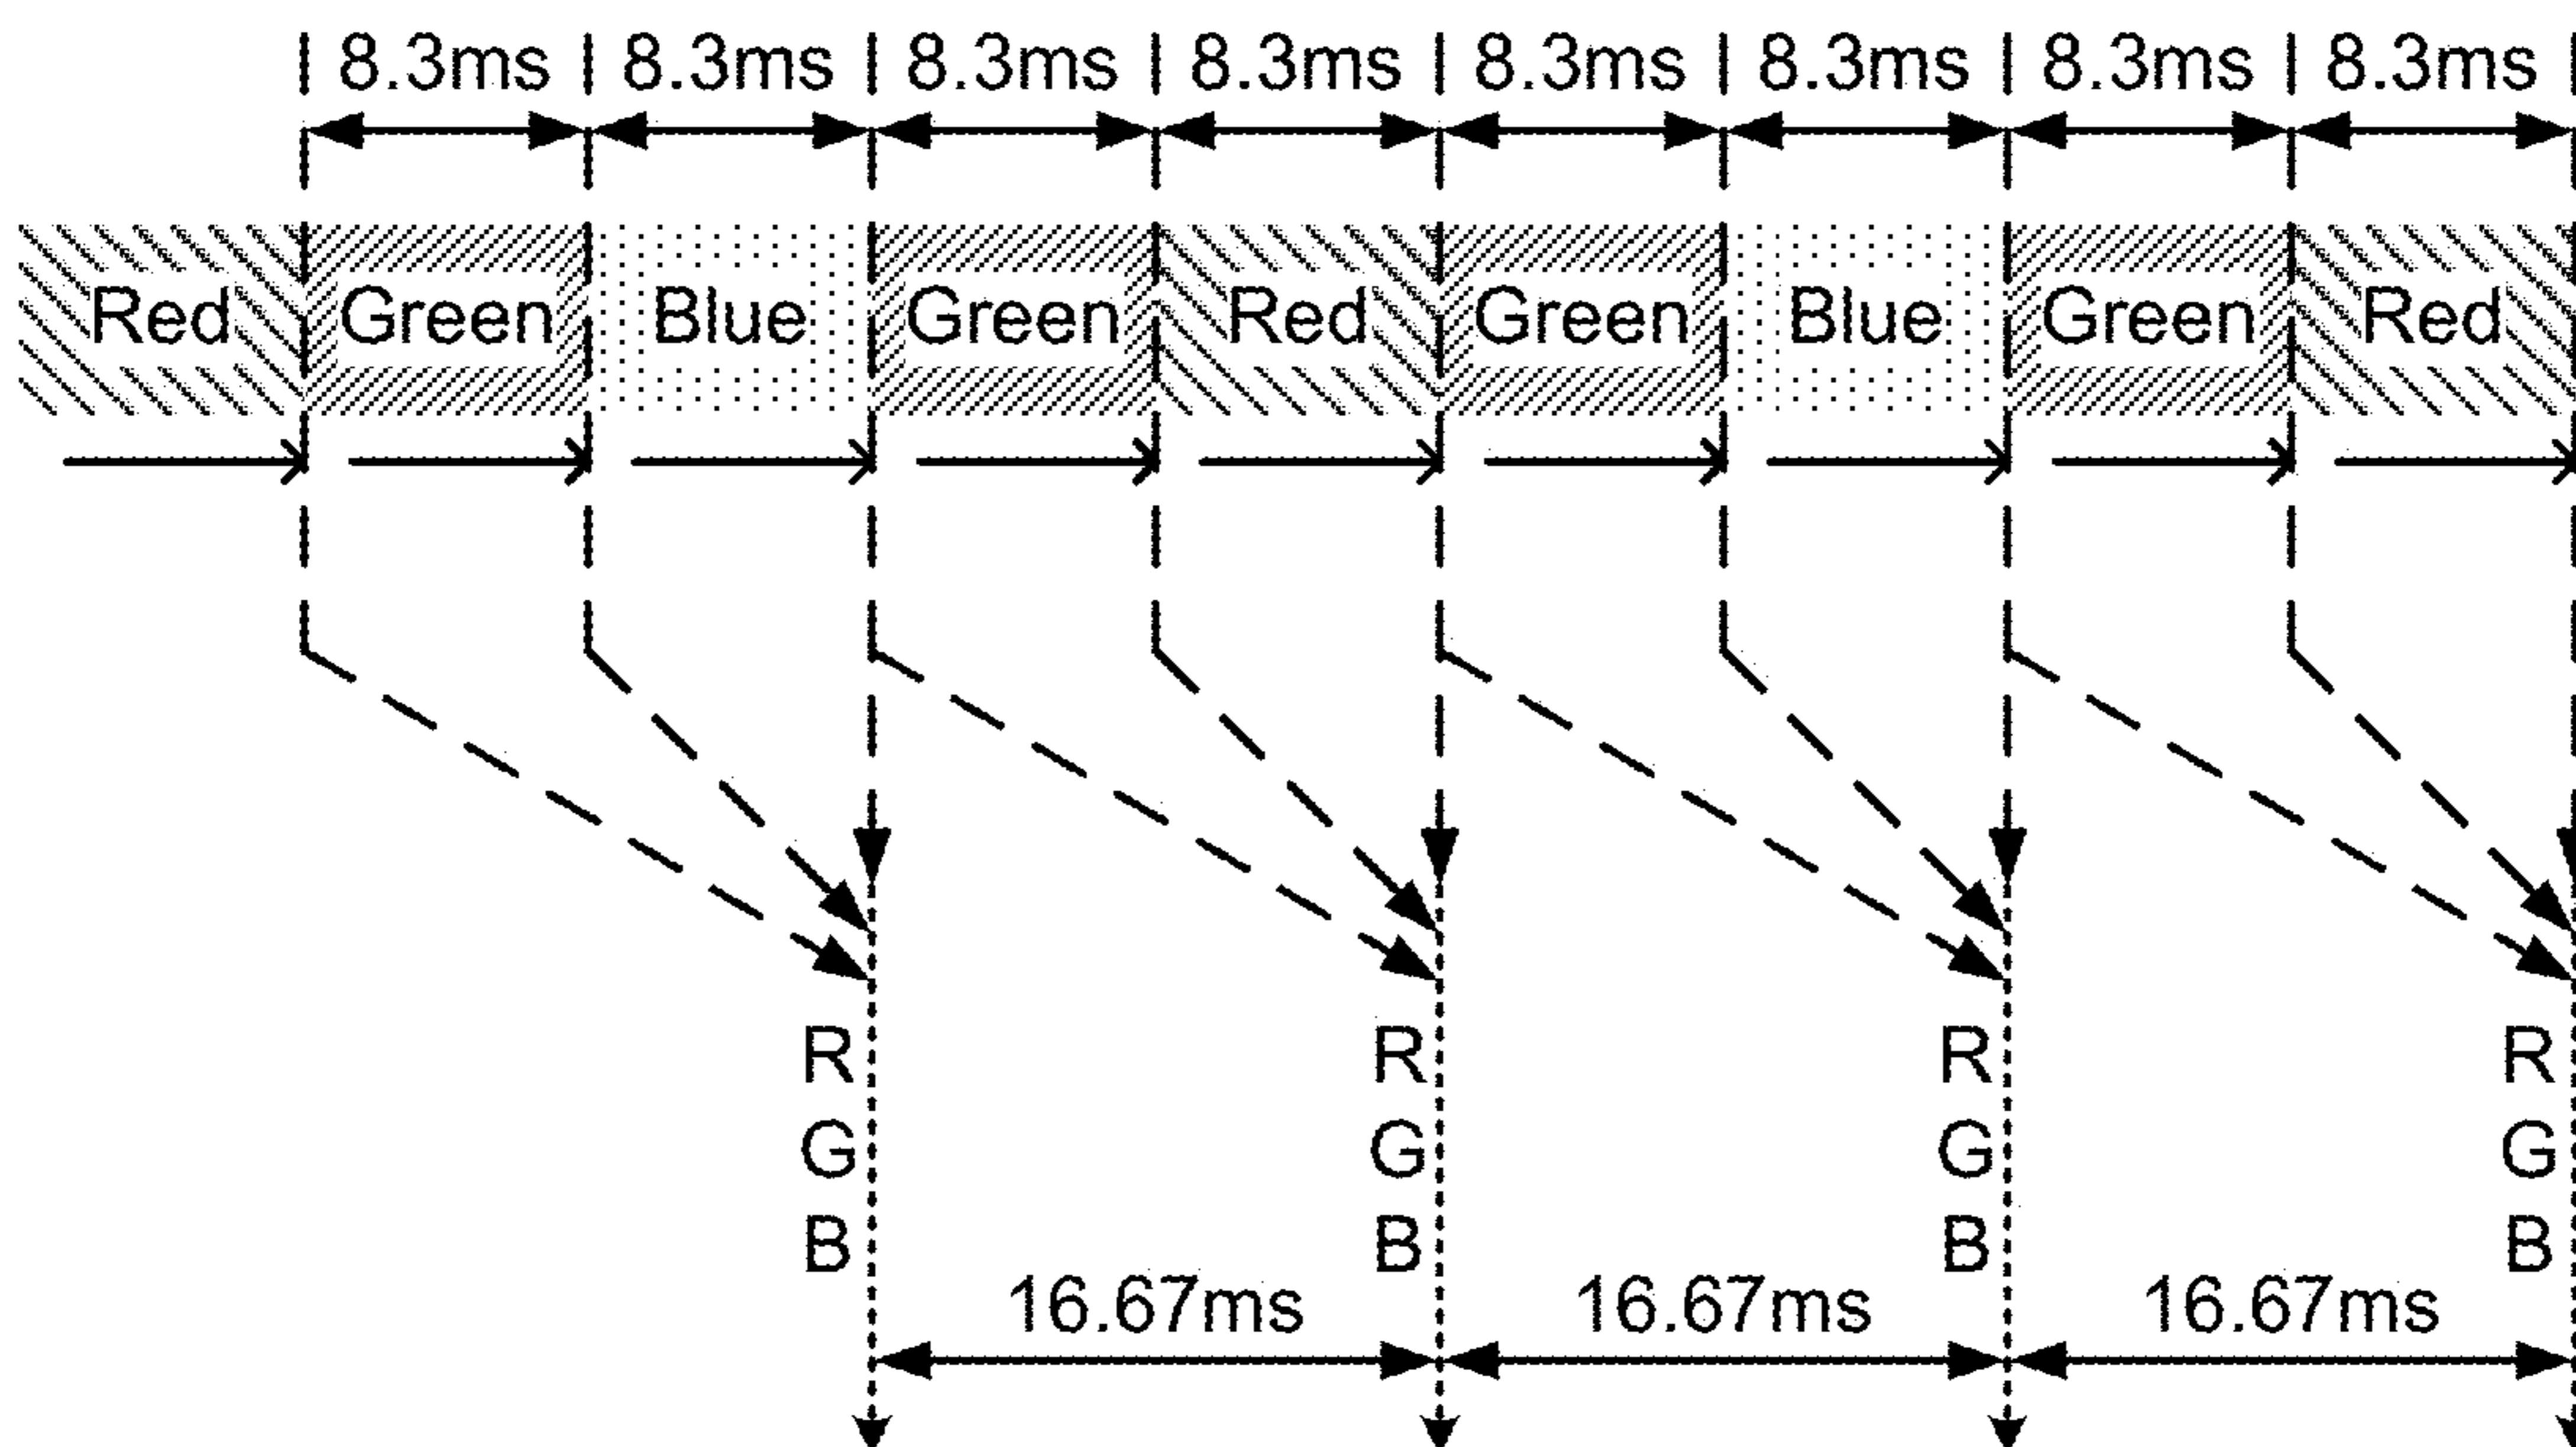 8.3ms 8.3ms 8.3ms 8.3ms 8.3ms 8.3ms 8.3ms 8.3ms
Red Green Blue Green Red Green Blue Green Red
R R R R
G G G G
B B B B
16.67ms 16.67ms 16.67ms